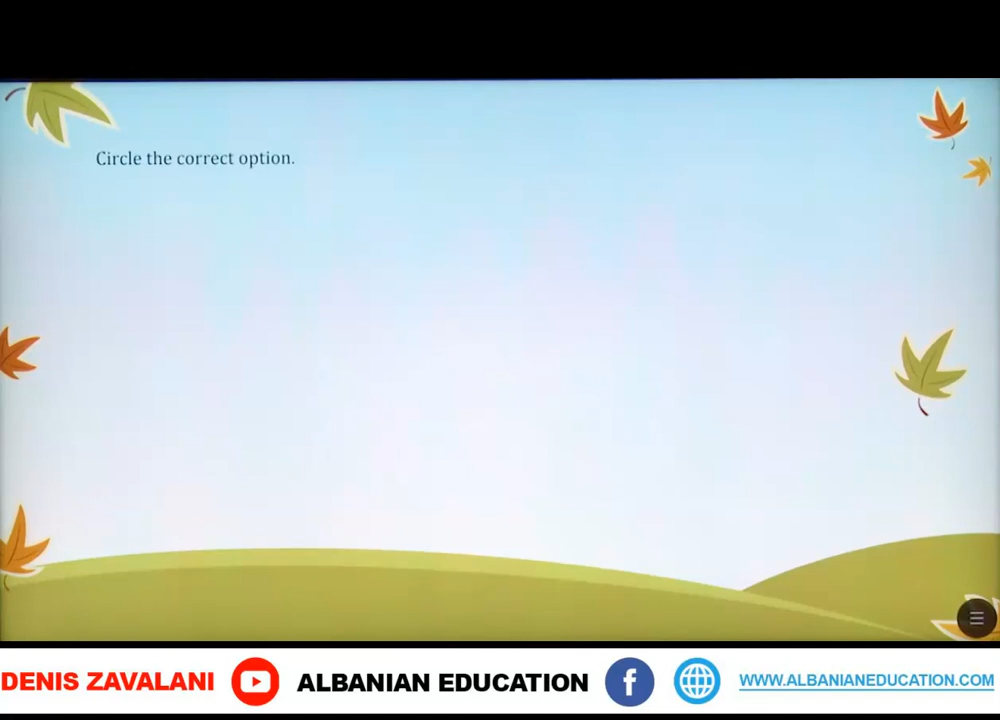 Circle the correct option.
DENIS ZAVALANI ALBANIAN EDUCATION WWW.ALBANIANEDUCATION.COM